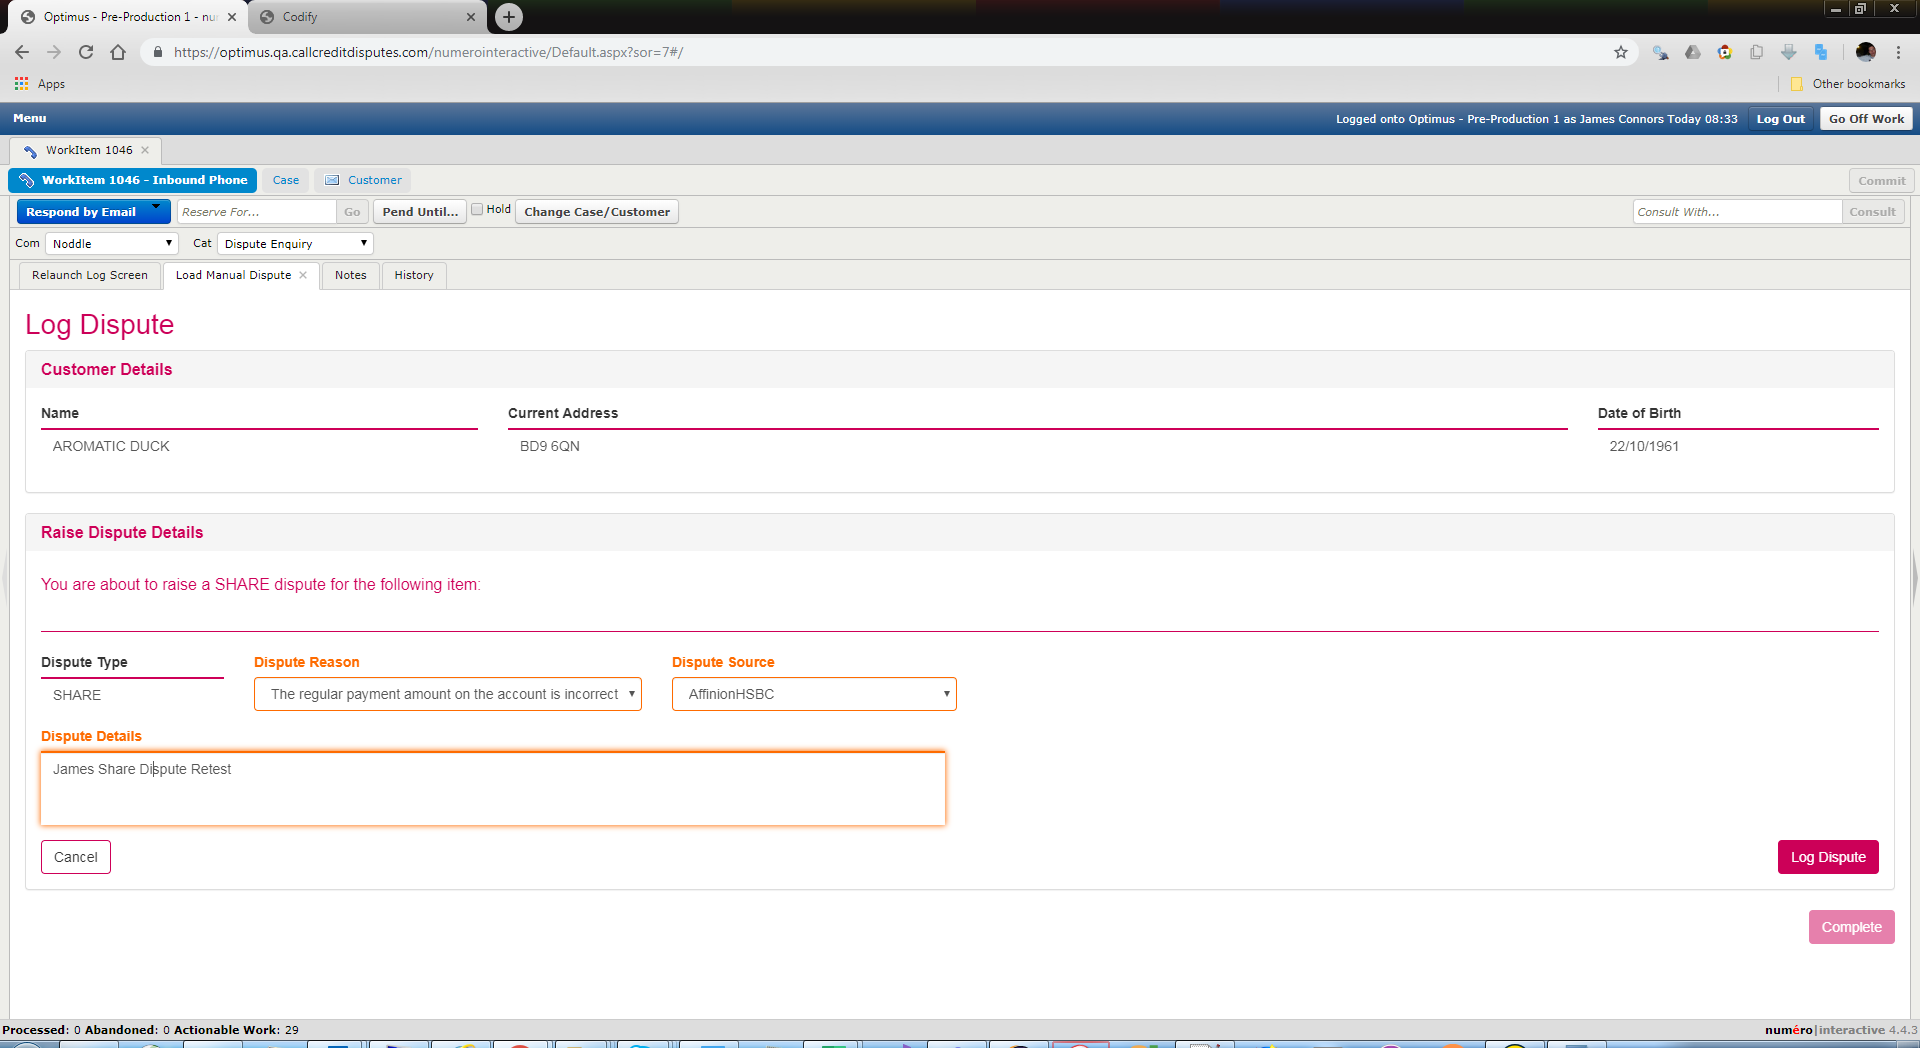 Optimus - Pre-Production 1 - nu
Codify
https://optimus.qa.callcreditdisputes.com/numerointeractive/Default.aspx?sor=7#/
Apps
Other bookmarks
Menu
Logged onto Optimus - Pre-Production 1 as James Connors Today 08:33
Log Out
Go Off Work
WorkItem 1046
WorkItem 1046 - Inbound Phone
Case
Customer
Commit
Respond by Email
Reserve For...
Go
Pend Until...
Hold
Change Case/Customer
Consult With...
Consult
Com
Noddle
Cat
Dispute Enquiry
Relaunch Log Screen
Load Manual Dispute
Notes
History
Log Dispute
Customer Details
Name
Current Address
Date of Birth
AROMATIC DUCK
BD9 6QN
22/10/1961
Raise Dispute Details
You are about to raise a SHARE dispute for the following item:
Dispute Type
Dispute Reason
Dispute Source
SHARE
The regular payment amount on the account is incorrect
AffinionHSBC
Dispute Details
James Share Dispute Retest
Cancel
Log Dispute
Complete
Processed: 0 Abandoned: 0 Actionable Work: 29
numéro|interactive 4.4.3